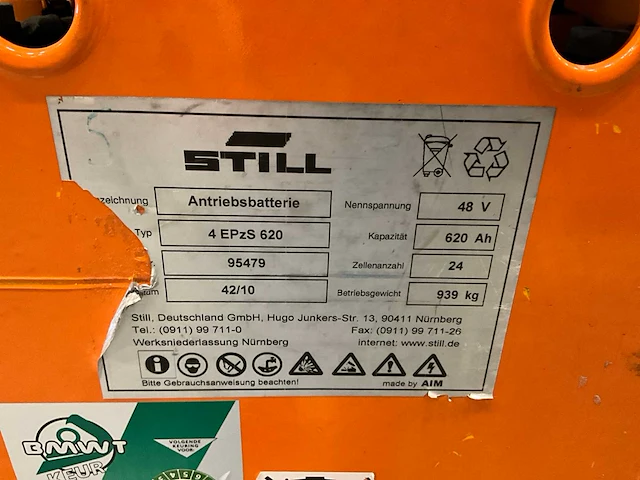 STILL
zeichnung Antriebsbatterie Nennspannung 48 V
Typ 4 EPzS 620 Kapazität 620 Ah
95479 Zellenanzahl 24
tum 42/10 Betriebsgewicht 939 kg
Still, Deutschland GmbH, Hugo Junkers-Str. 13, 90411 Nürnberg
Tel.: (0911) 99 711-0 Fax: (0911) 99 711-26
Werksniederlassung Nürnberg internet: www.still.de
Bitte Gebrauchsanweisung beachten! made by AIM
BMWT
KEUR
VOLGENDE
KEURING VOOR: